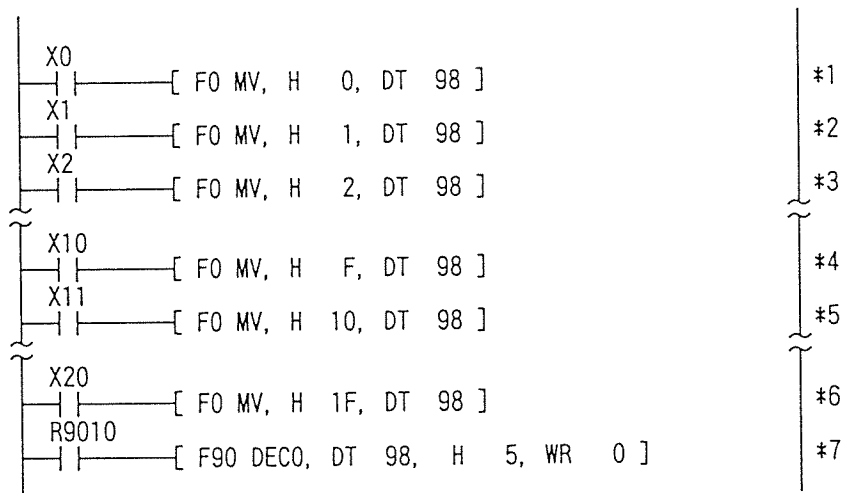 X0
[ F0 MV, H 0, DT 98 ] *1
X1
[ F0 MV, H 1, DT 98 ] *2
X2
[ F0 MV, H 2, DT 98 ] *3
X10
[ F0 MV, H F, DT 98 ] *4
X11
[ F0 MV, H 10, DT 98 ] *5
X20
[ F0 MV, H 1F, DT 98 ] *6
R9010
[ F90 DECO, DT 98, H 5, WR 0 ] *7